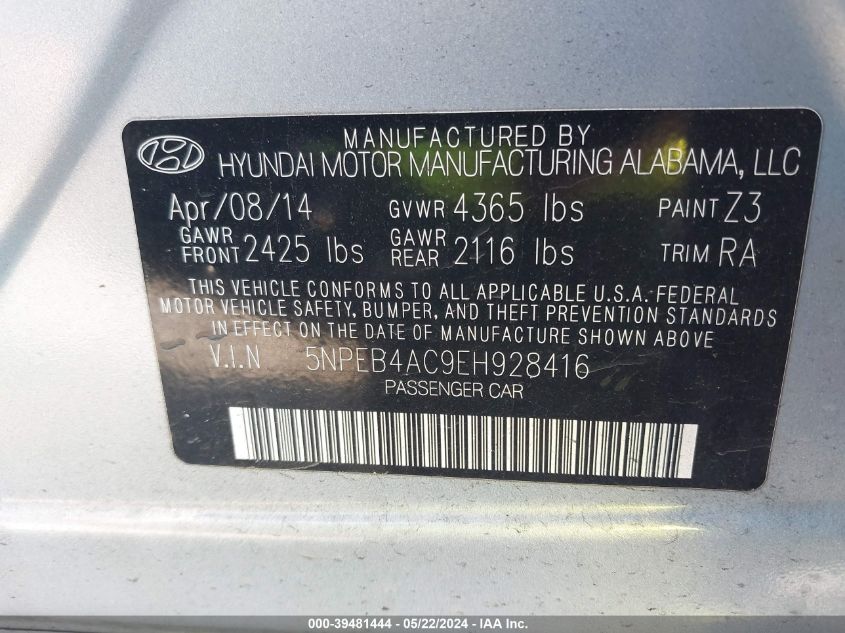 MANUFACTURED BY
HYUNDAI MOTOR MANUFACTURING ALABAMA, LLC
Apr/08/14 GVWR 4365 lbs PAINT Z3
GAWR FRONT 2425 lbs GAWR REAR 2116 lbs TRIM RA
THIS VEHICLE CONFORMS TO ALL APPLICABLE U.S.A. FEDERAL
MOTOR VEHICLE SAFETY, BUMPER, AND THEFT PREVENTION STANDARDS
IN EFFECT ON THE DATE OF MANUFACTURE SHOWN ABOVE
V.I.N 5NPEB4AC9EH928416
PASSENGER CAR
000-39481444 - 05/22/2024 - IAA Inc.